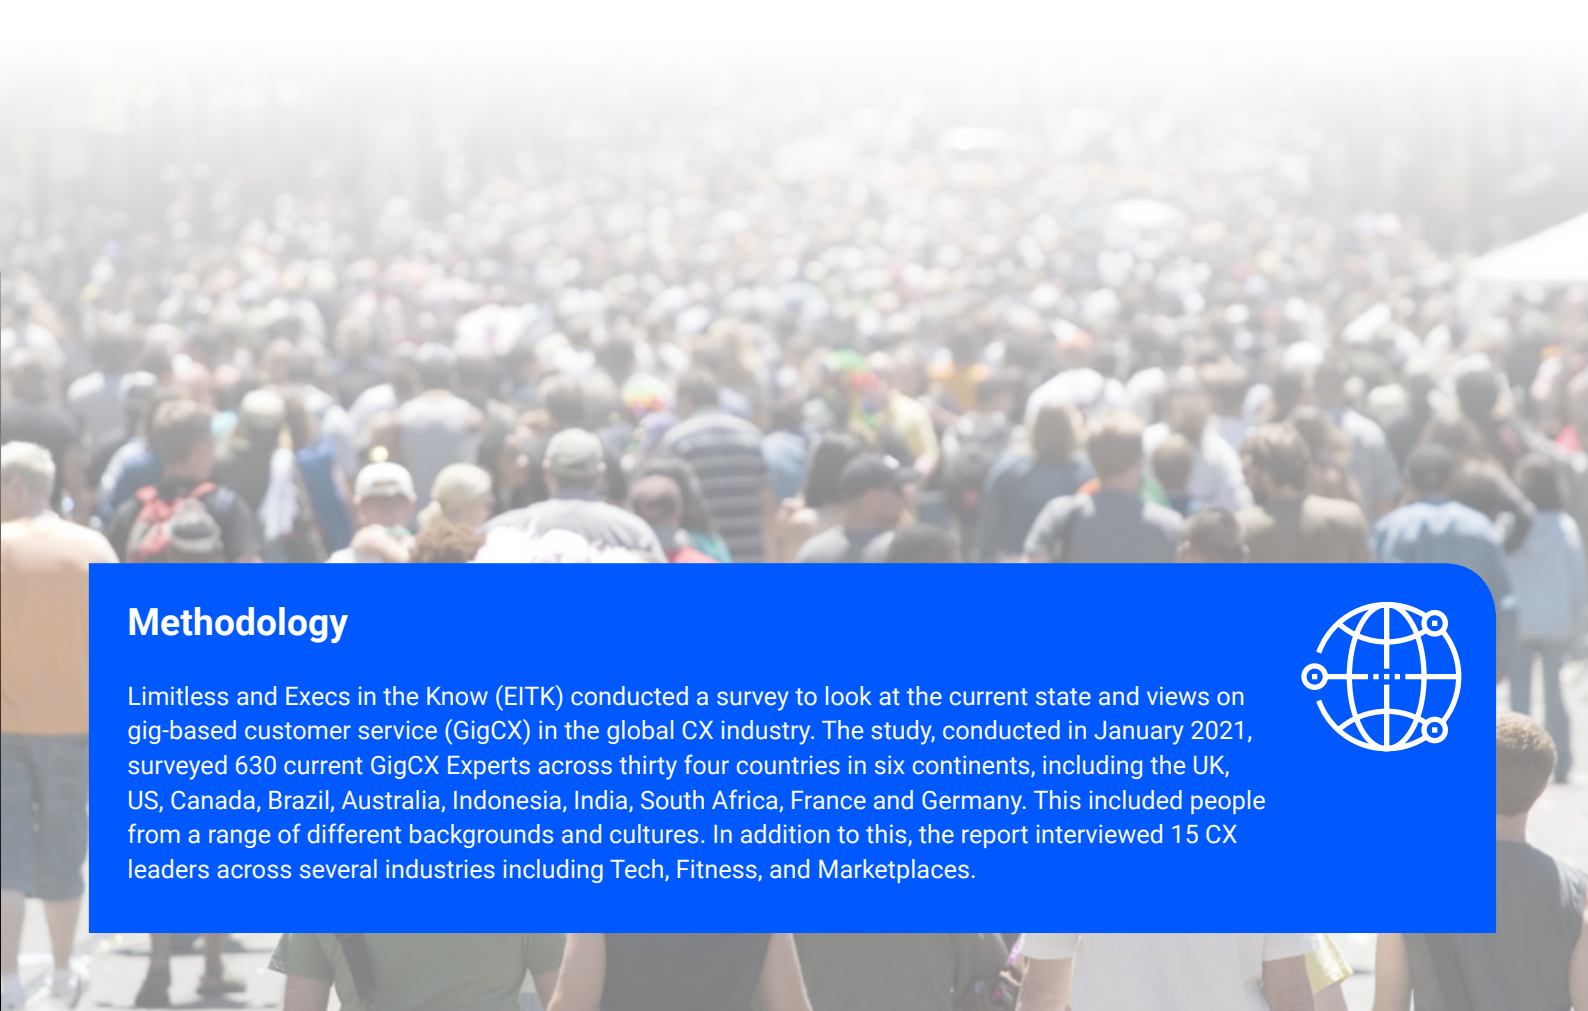 Methodology
Limitless and Execs in the Know (EITK) conducted a survey to look at the current state and views on
gig-based customer service (GigCX) in the global CX industry. The study, conducted in January 2021,
surveyed 630 current GigCX Experts across thirty four countries in six continents, including the UK,
US, Canada, Brazil, Australia, Indonesia, India, South Africa, France and Germany. This included people
from a range of different backgrounds and cultures. In addition to this, the report interviewed 15 CX
leaders across several industries including Tech, Fitness, and Marketplaces.